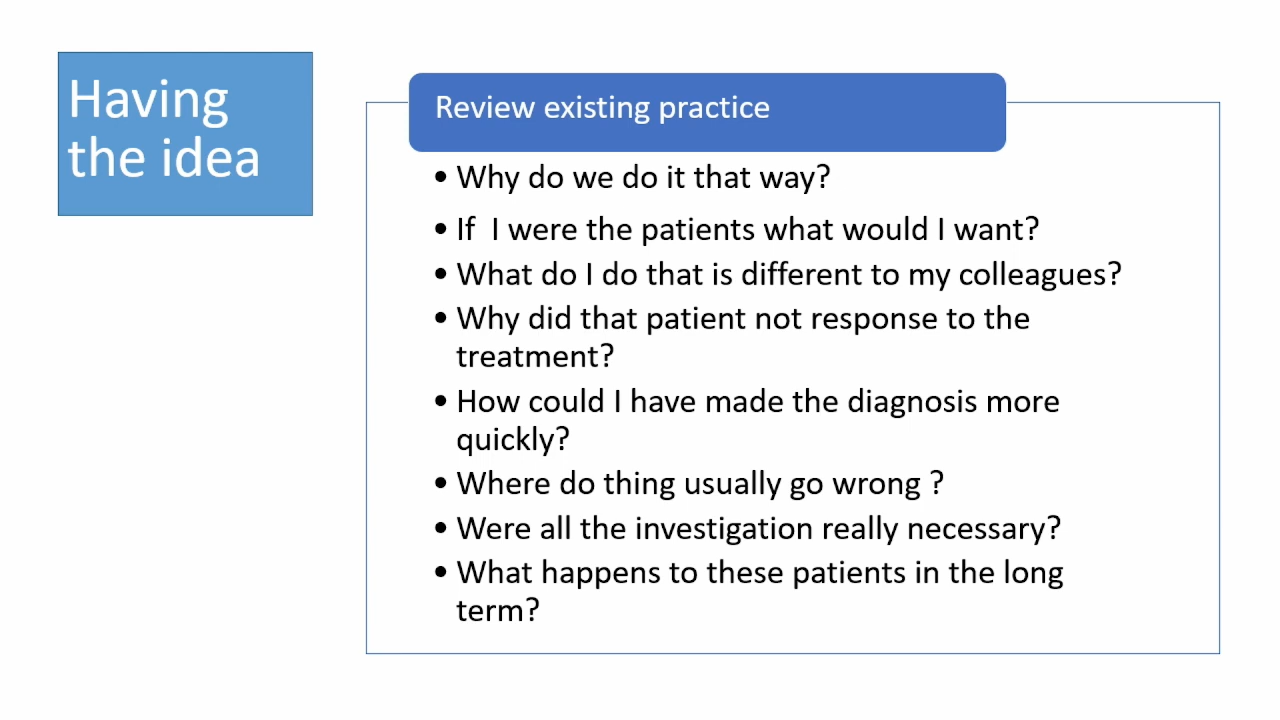 Having
the idea
Review existing practice
• Why do we do it that way?
• If  I were the patients what would I want?
• What do I do that is different to my colleagues?
• Why did that patient not response to the
treatment?
• How could I have made the diagnosis more
quickly?
• Where do thing usually go wrong ?
• Were all the investigation really necessary?
• What happens to these patients in the long
term?